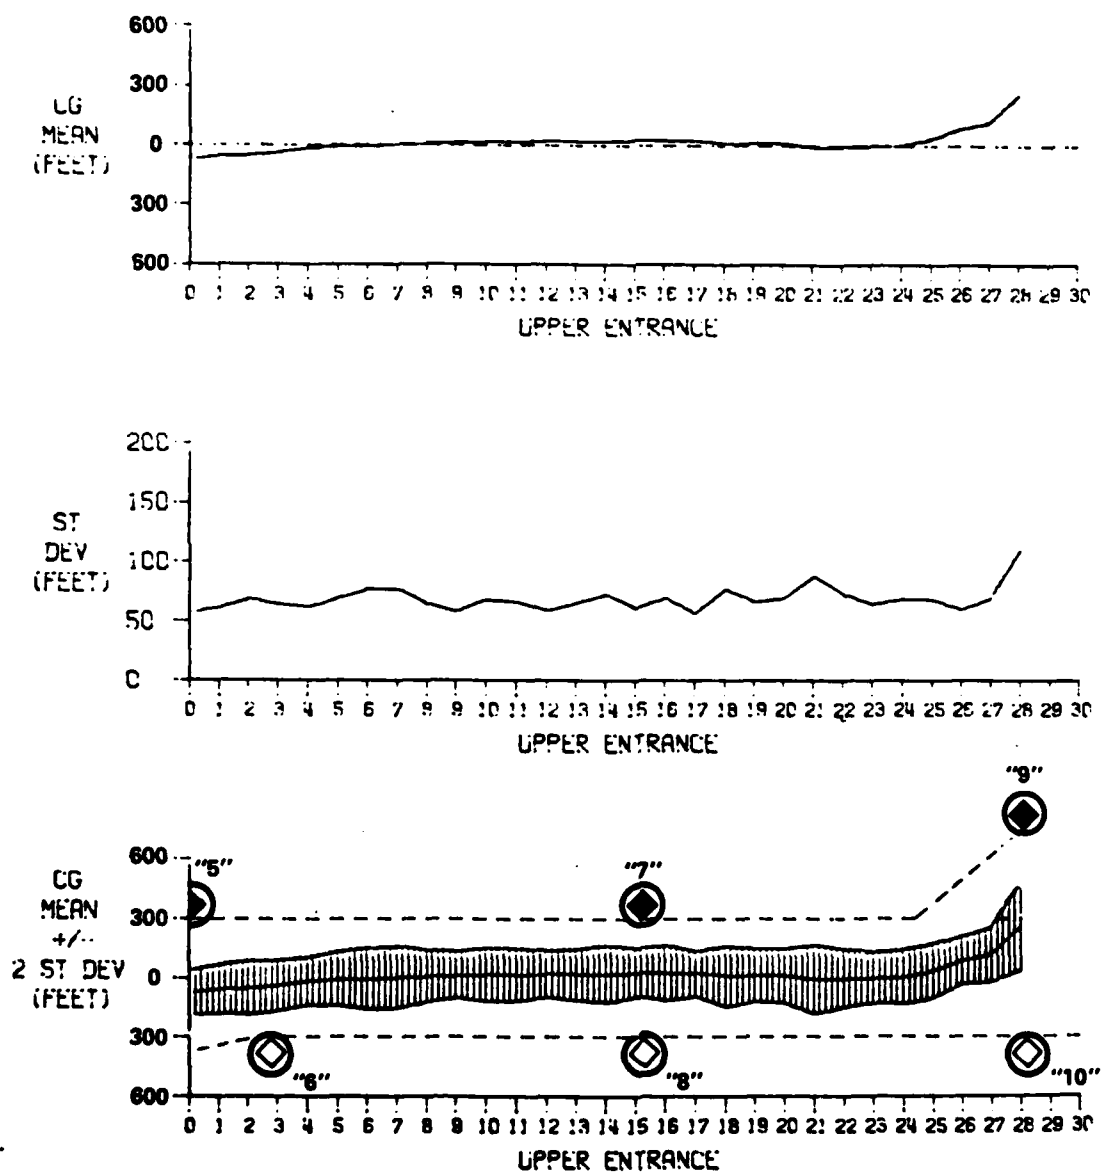 600
300
CG
MEAN
(FEET)
0
300
600
0 1 2 3 4 5 6 7 8 9 10 11 12 13 14 15 16 17 18 19 20 21 22 23 24 25 26 27 28 29 30
UPPER ENTRANCE
200
150
ST
DEV
(FEET)
100
50
0
0 1 2 3 4 5 6 7 8 9 10 11 12 13 14 15 16 17 18 19 20 21 22 23 24 25 26 27 28 29 30
UPPER ENTRANCE
"9"
600
"5"
"7"
CG
MEAN
+/-
2 ST DEV
(FEET)
300
0
300
"6"
"8"
"10"
600
0 1 2 3 4 5 6 7 8 9 10 11 12 13 14 15 16 17 18 19 20 21 22 23 24 25 26 27 28 29 30
UPPER ENTRANCE